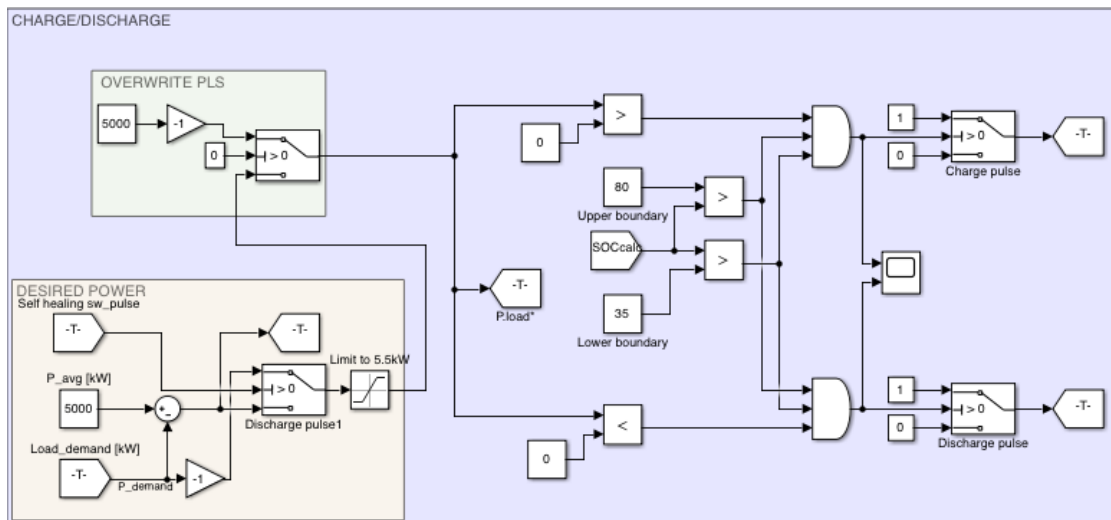 CHARGE/DISCHARGE
OVERWRITE PLS
5000
-1
0
> 0
>
0
80
Upper boundary
>
SOCcalc
>
35
Lower boundary
1
> 0
0
Charge pulse
-T-
-T-
P.load*
DESIRED POWER
Self healing sw_pulse
-T-
-T-
P_avg [kW]
5000
+
-
> 0
Discharge pulse1
Limit to 5.5kW
Load_demand [kW]
-T-
P_demand
-1
<
0
1
> 0
0
Discharge pulse
-T-